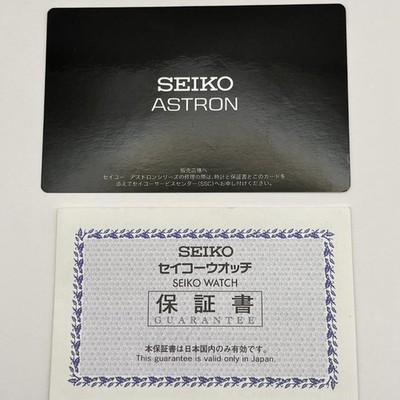 SEIKO
ASTRON
販売店様へ
セイコー アストロンシリーズの修理の際は、時計と保証書とこのカードを
添えてセイコーサービスセンター(SSC)へお申し付けください。
SEIKO
セイコーウオッチ
SEIKO WATCH
保証書
GUARANTEE
本保証書は日本国内のみ有効です。
This guarantee is valid only in Japan.